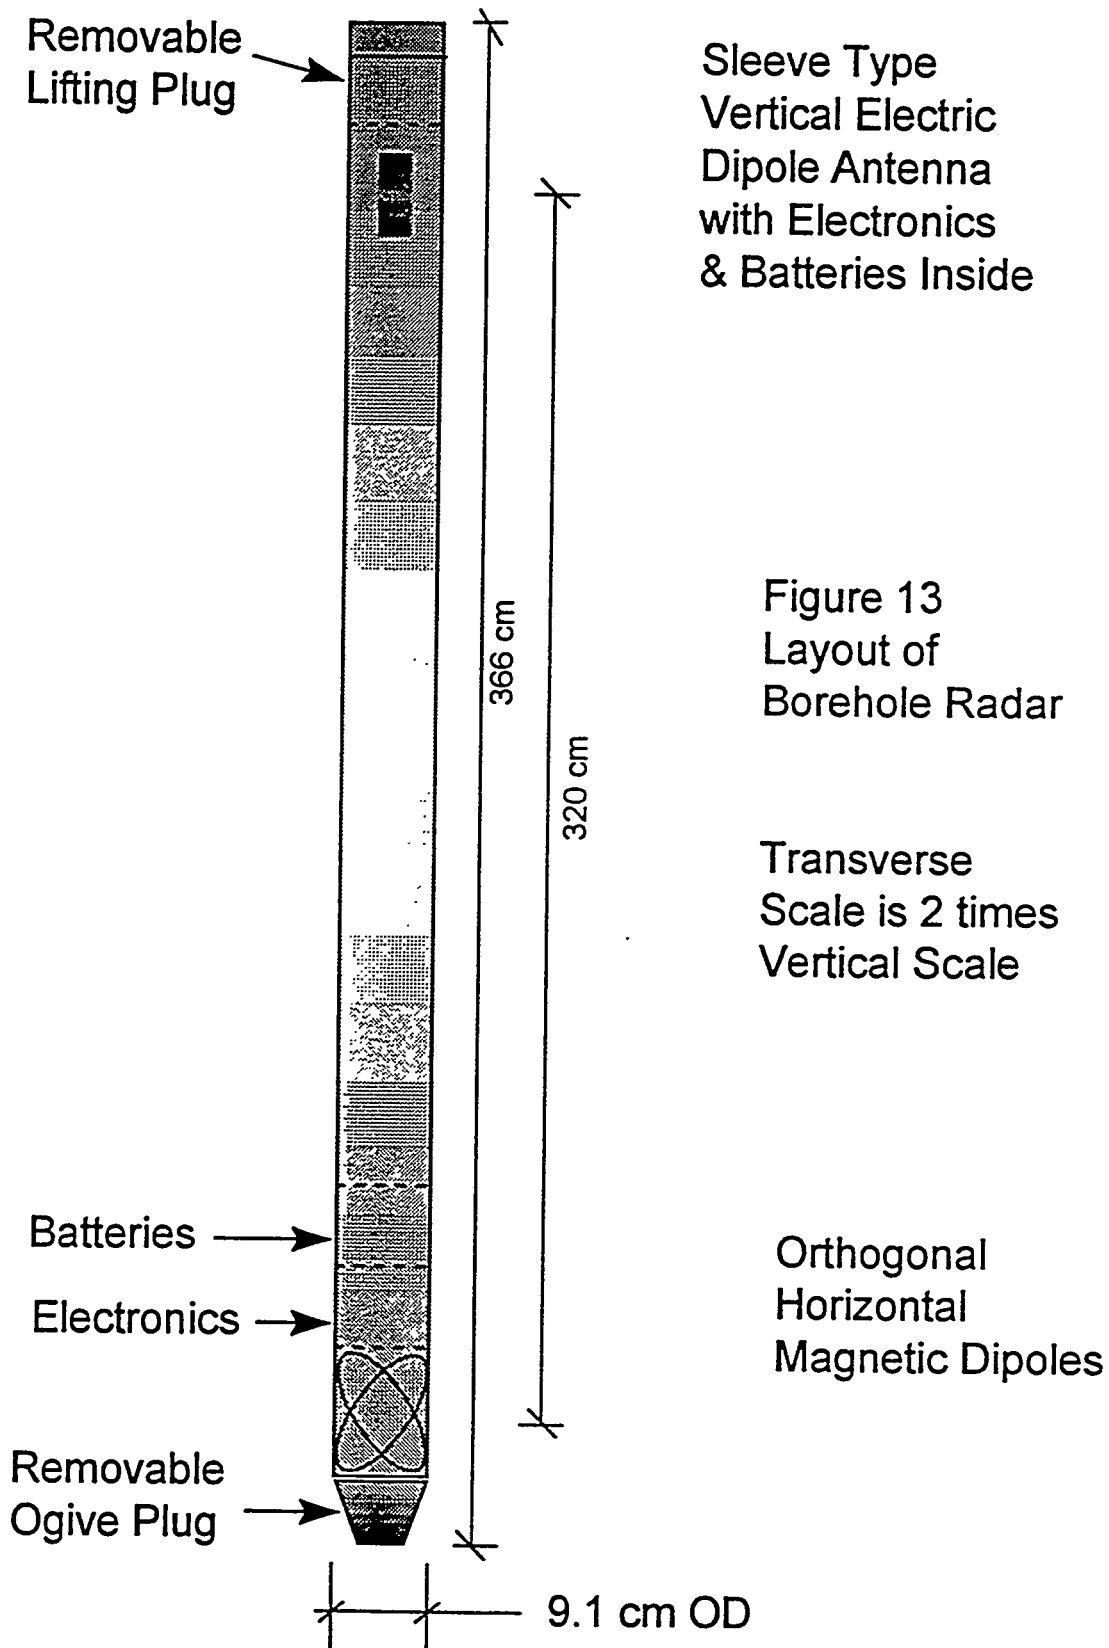 Removable
Lifting Plug
Sleeve Type
Vertical Electric
Dipole Antenna
with Electronics
& Batteries Inside
366 cm
320 cm
Figure 13
Layout of
Borehole Radar
Transverse
Scale is 2 times
Vertical Scale
Batteries
Electronics
Orthogonal
Horizontal
Magnetic Dipoles
Removable
Ogive Plug
9.1 cm OD